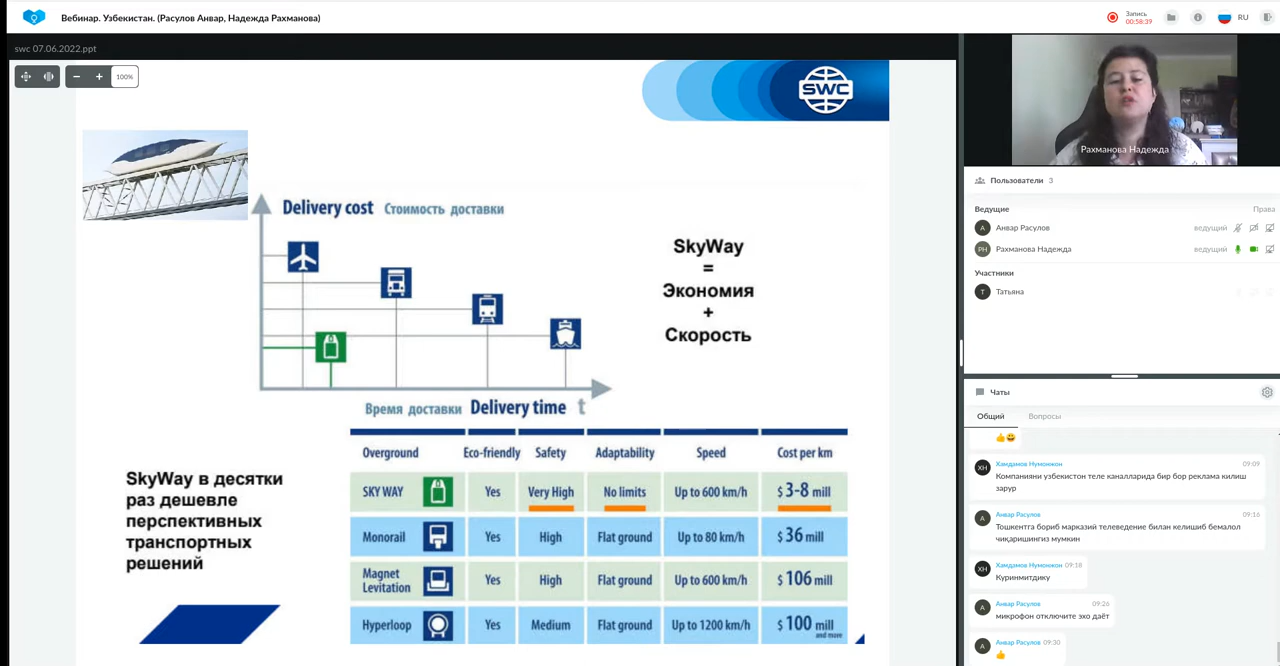 Вебинар. Узбекистан. (Расулов Анвар, Надежда Рахманова)
Запись
00:58:39
RU
swc 07.06.2022.ppt
100%
SWC
Delivery cost Стоимость доставки
SkyWay
=
Экономия
+
Скорость
Время доставки Delivery time t
SkyWay в десятки
раз дешевле
перспективных
транспортных
решений
Overground Eco-friendly Safety Adaptability Speed Cost per km
SKY WAY Yes Very High No limits Up to 600 km/h $ 3-8 mill
Monorail Yes High Flat ground Up to 80 km/h $ 36 mill
Magnet
Levitation Yes High Flat ground Up to 600 km/h $ 106 mill
Hyperloop Yes Medium Flat ground Up to 1200 km/h $ 100 mill
and more
Рахманова Надежда
Пользователи 3
Ведущие Права
А Анвар Расулов ведущий
РН Рахманова Надежда ведущий
Участники
Т Татьяна
Чаты
Общий Вопросы
ХН Хамдамов Нумонжон 09:09
Компанияни узбекистон теле каналларида бир бор реклама килиш
зарур
А Анвар Расулов 09:16
Тошкентга бориб марказий телеведение билан келишиб бемалол
чиқаришингиз мумкин
ХН Хамдамов Нумонжон 09:18
Куринмитдику
А Анвар Расулов 09:26
микрофон отключите эхо даёт
А Анвар Расулов 09:30